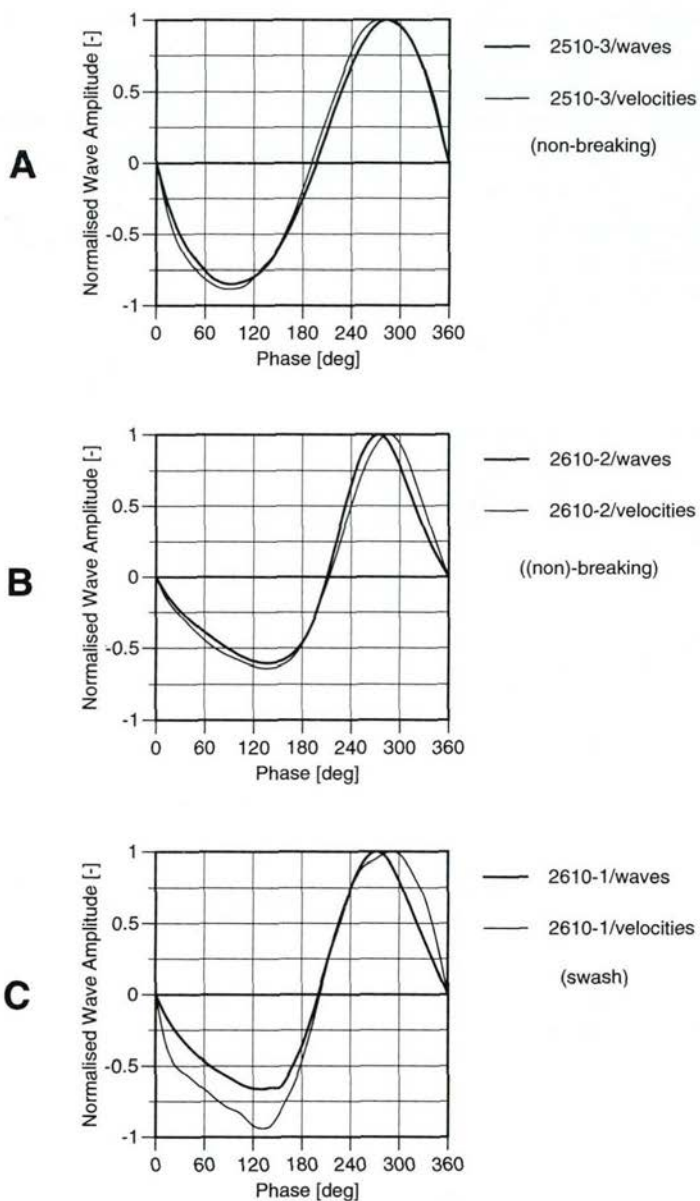 A
Normalised Wave Amplitude [-]
1
0.5
0
-0.5
-1
0 60 120 180 240 300 360
Phase [deg]
2510-3/waves
2510-3/velocities
(non-breaking)
B
Normalised Wave Amplitude [-]
1
0.5
0
-0.5
-1
0 60 120 180 240 300 360
Phase [deg]
2610-2/waves
2610-2/velocities
((non)-breaking)
C
Normalised Wave Amplitude [-]
1
0.5
0
-0.5
-1
0 60 120 180 240 300 360
Phase [deg]
2610-1/waves
2610-1/velocities
(swash)